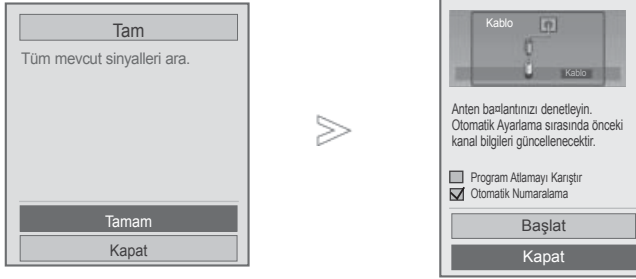 Tam
Tüm mevcut sinyalleri ara.
Tamam
Kapat
Kablo
Kablo
Anten ba¤lantınızı denetleyin.
Otomatik Ayarlama sırasında önceki
kanal bilgileri güncellenecektir.
Program Atlamayı Karıştır
Otomatik Numaralama
Başlat
Kapat